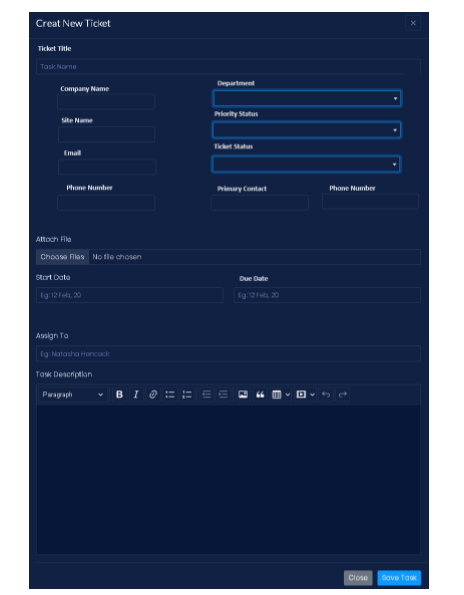 Creat New Ticket
Ticket Title
Task Name
Company Name
Department
Site Name
Priority Status
Email
Ticket Status
Phone Number
Primary Contact
Phone Number
Attach File
Choose Files No file chosen
Start Date
Due Date
Eg: 12 Feb, 20
Eg: 12 Feb, 20
Assign To
Eg: Natasha Hancock
Task Description
Paragraph B I
Close Save Task